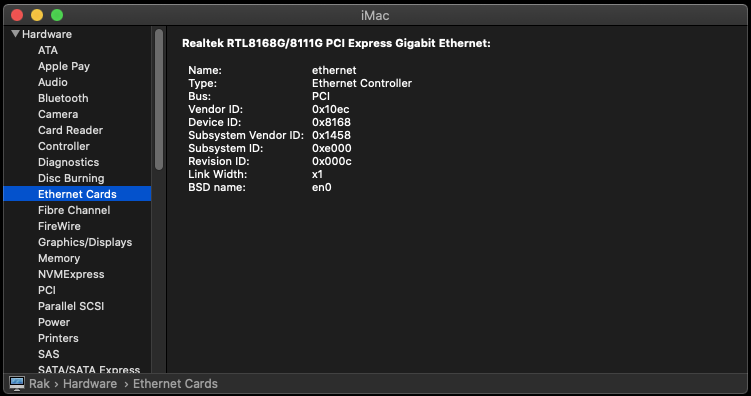 iMac
Hardware
ATA
Apple Pay
Audio
Bluetooth
Camera
Card Reader
Controller
Diagnostics
Disc Burning
Ethernet Cards
Fibre Channel
FireWire
Graphics/Displays
Memory
NVMExpress
PCI
Parallel SCSI
Power
Printers
SAS
SATA/SATA Express
Realtek RTL8168G/8111G PCI Express Gigabit Ethernet:
Name: ethernet
Type: Ethernet Controller
Bus: PCI
Vendor ID: 0x10ec
Device ID: 0x8168
Subsystem Vendor ID: 0x1458
Subsystem ID: 0xe000
Revision ID: 0x000c
Link Width: x1
BSD name: en0
Rak › Hardware › Ethernet Cards